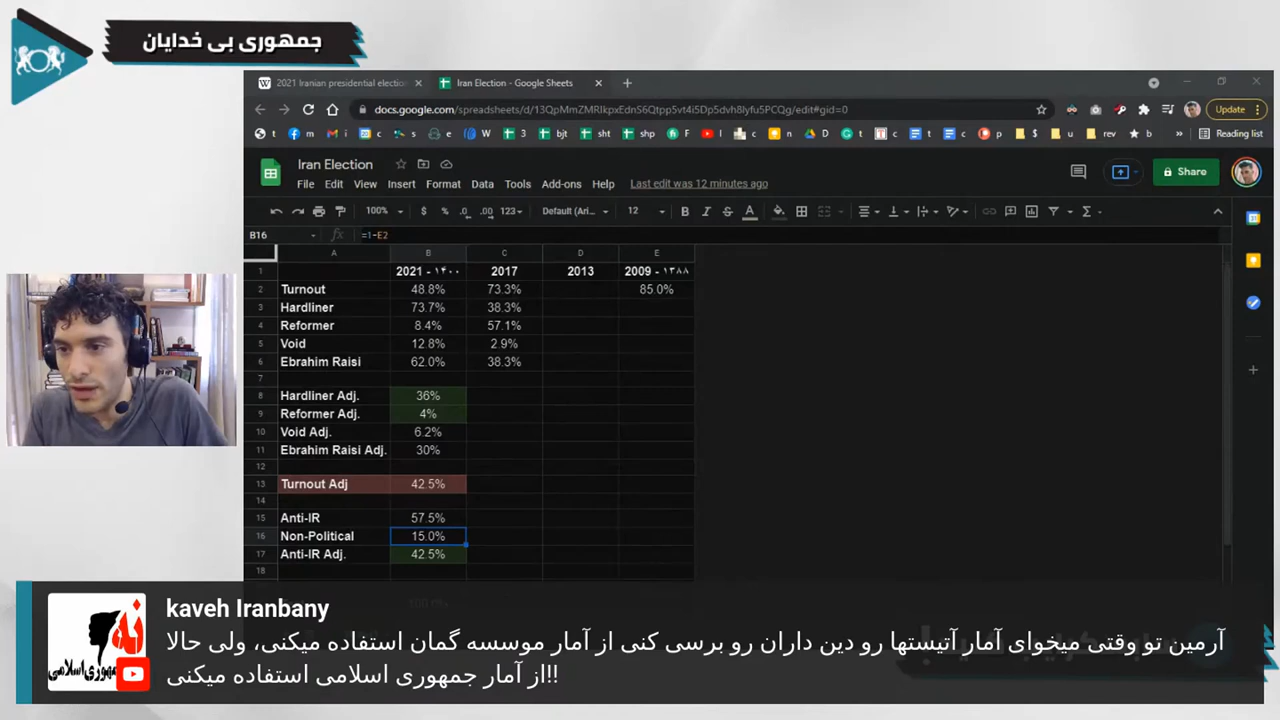 جمهوری بی خدایان
2021 Iranian presidential electio
Iran Election - Google Sheets
docs.google.com/spreadsheets/d/13QpMmZMRIkpxEdnS6Qtpp5vt4i5Dp5dvh8lyfu5PCQg/edit#gid=0
Update
Reading list
Iran Election
File Edit View Insert Format Data Tools Add-ons Help Last edit was 12 minutes ago
Share
100% $ % .0 .00 123 Default (Ari... 12 B I S A
B16 fx =1-E2
A B C D E
1 2021 - ۱۴۰۰ 2017 2013 2009 - ۱۳۸۸
2 Turnout 48.8% 73.3% 85.0%
3 Hardliner 73.7% 38.3%
4 Reformer 8.4% 57.1%
5 Void 12.8% 2.9%
6 Ebrahim Raisi 62.0% 38.3%
7
8 Hardliner Adj. 36%
9 Reformer Adj. 4%
10 Void Adj. 6.2%
11 Ebrahim Raisi Adj. 30%
12
13 Turnout Adj 42.5%
14
15 Anti-IR 57.5%
16 Non-Political 15.0%
17 Anti-IR Adj. 42.5%
18
kaveh Iranbany
آرمین تو وقتی میخوای آمار آتیستها رو دین داران رو برسی کنی از آمار موسسه گمان استفاده میکنی، ولی حالا
از آمار جمهوری اسلامی استفاده میکنی!!
نه
جمهوری اسلامی